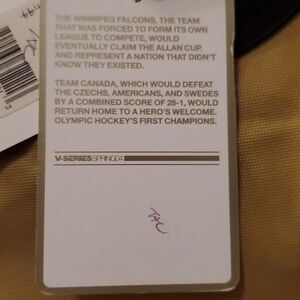 THE WINNIPEG FALCONS, THE TEAM
THAT WAS FORCED TO FORM ITS OWN
LEAGUE TO COMPETE, WOULD
EVENTUALLY CLAIM THE ALLAN CUP,
AND REPRESENT A NATION THAT DIDN'T
KNOW THEY EXISTED.
TEAM CANADA, WHICH WOULD DEFEAT
THE CZECHS, AMERICANS, AND SWEDES
BY A COMBINED SCORE OF 28-1, WOULD
RETURN HOME TO A HERO'S WELCOME.
OLYMPIC HOCKEY'S FIRST CHAMPIONS.
V-SERIES SPRING04